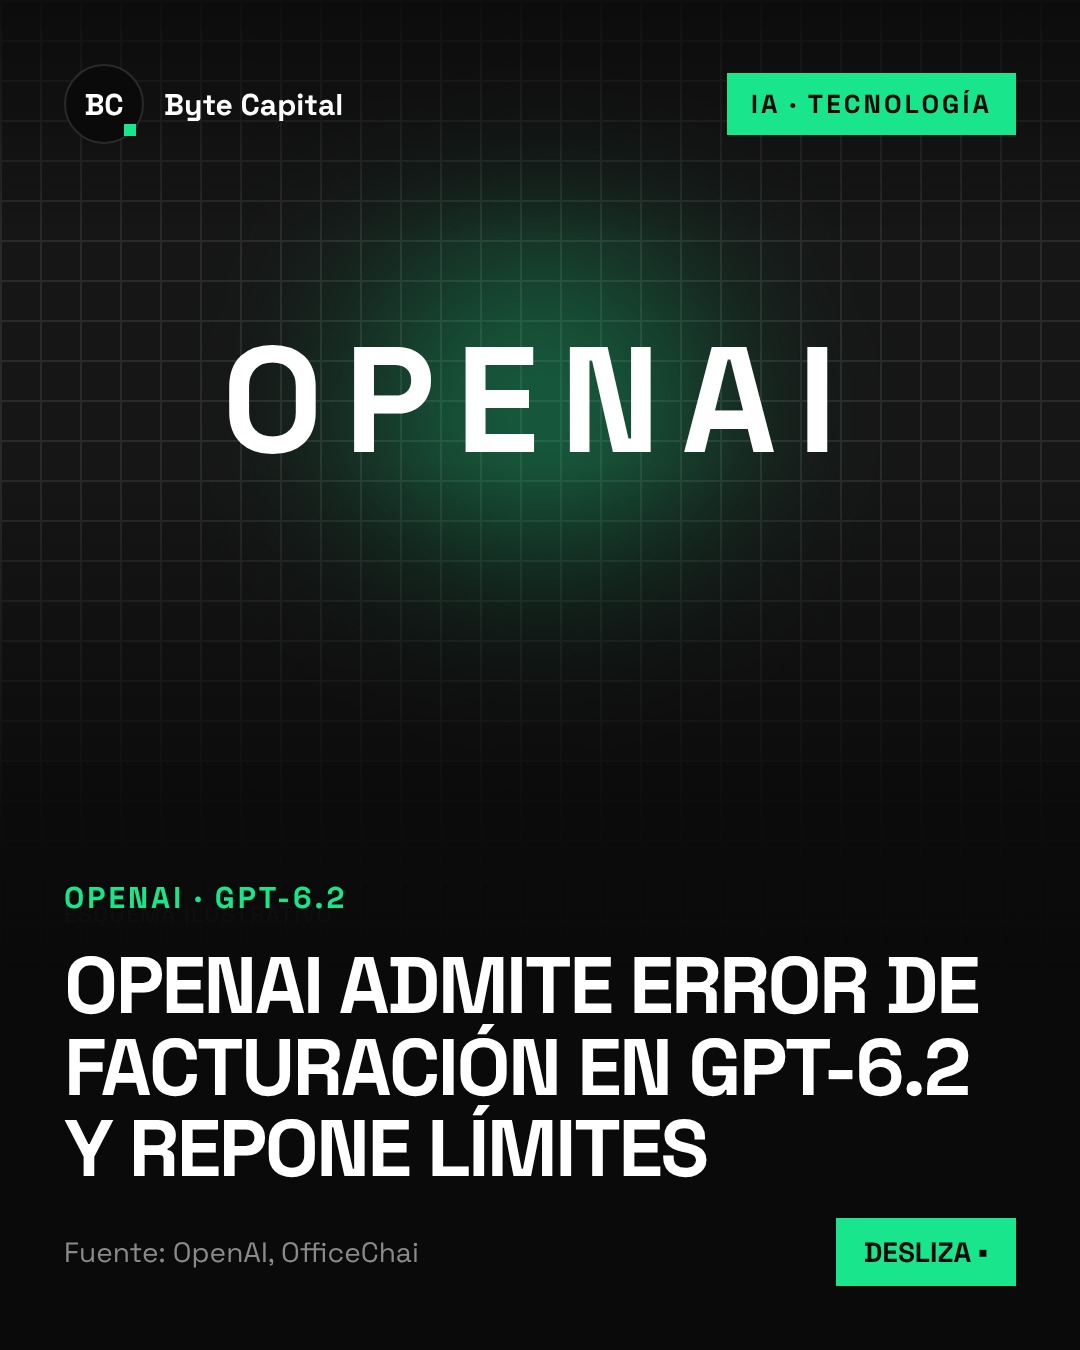 BC
Byte Capital
IA · TECNOLOGÍA
OPENAI
OPENAI · GPT-6.2
OPENAI ADMITE ERROR DE
FACTURACIÓN EN GPT-6.2
Y REPONE LÍMITES
Fuente: OpenAI, OfficeChai
DESLIZA ▪